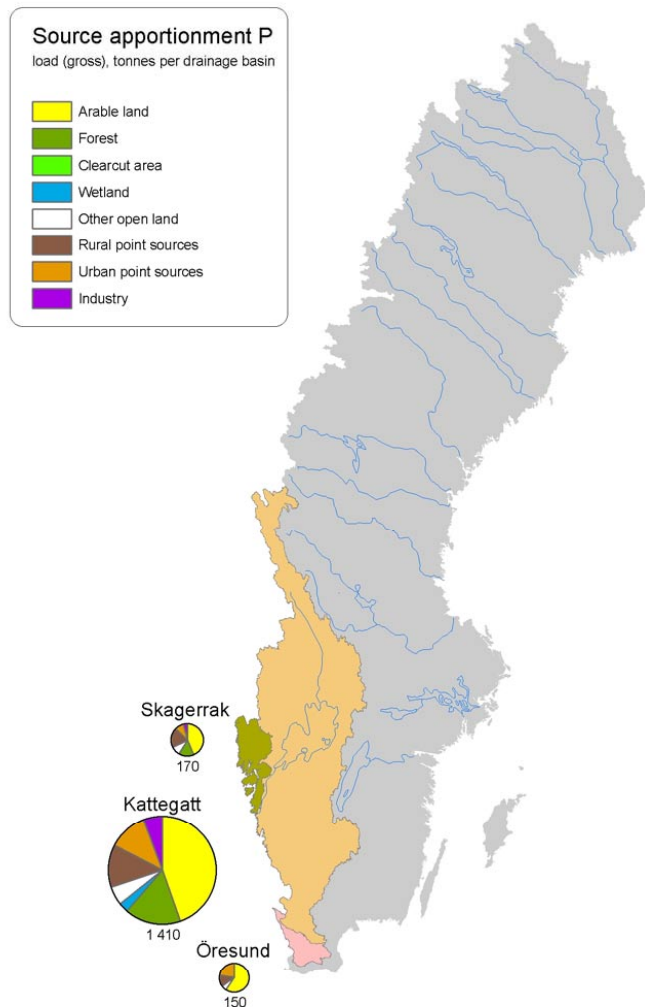 Source apportionment P
load (gross), tonnes per drainage basin
Arable land
Forest
Clearcut area
Wetland
Other open land
Rural point sources
Urban point sources
Industry
Skagerrak
170
Kattegatt
1 410
Öresund
150